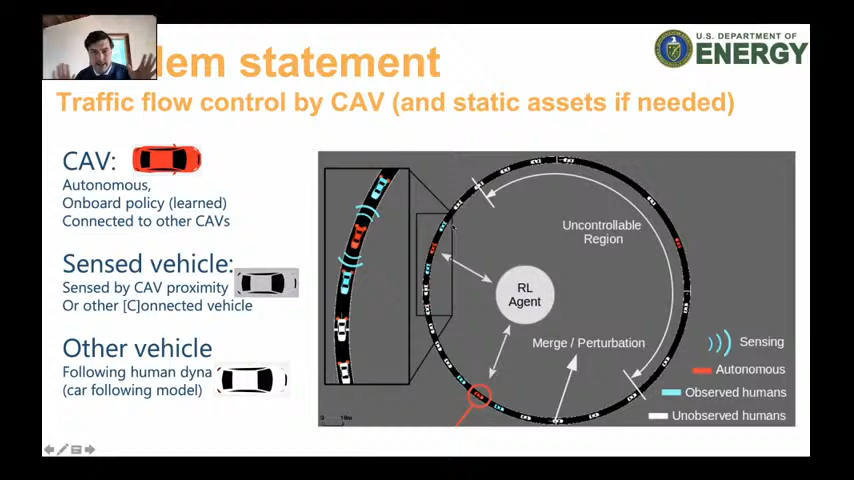 lem statement
U.S. DEPARTMENT OF
ENERGY
Traffic flow control by CAV (and static assets if needed)
CAV:
Autonomous,
Onboard policy (learned)
Connected to other CAVs
Sensed vehicle:
Sensed by CAV proximity
Or other [C]onnected vehicle
Other vehicle
Following human dyna
(car following model)
Uncontrollable
Region
RL
Agent
Merge / Perturbation
Sensing
Autonomous
Observed humans
Unobserved humans